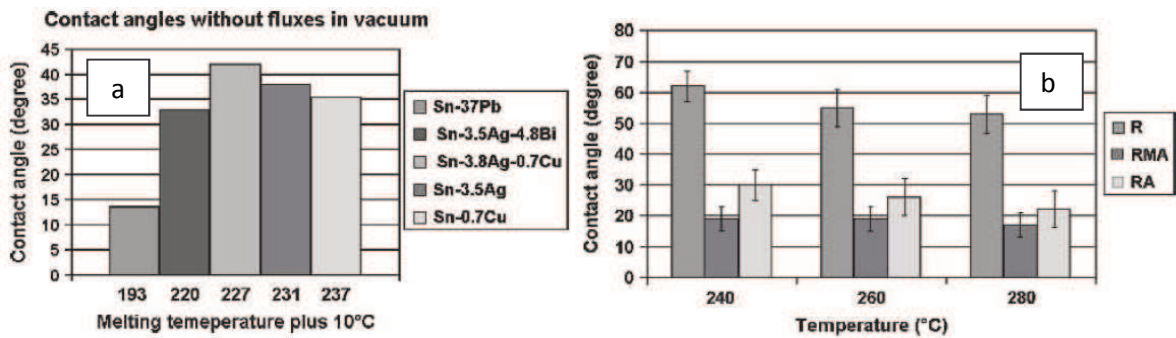 Contact angles without fluxes in vacuum
a
Contact angle (degree)
45
40
35
30
25
20
15
10
5
0
193 220 227 231 237
Melting temeperature plus 10°C
Sn-37Pb
Sn-3.5Ag-4.8Bi
Sn-3.8Ag-0.7Cu
Sn-3.5Ag
Sn-0.7Cu
b
Contact angle (degree)
80
70
60
50
40
30
20
10
0
240 260 280
Temperature (°C)
R
RMA
RA